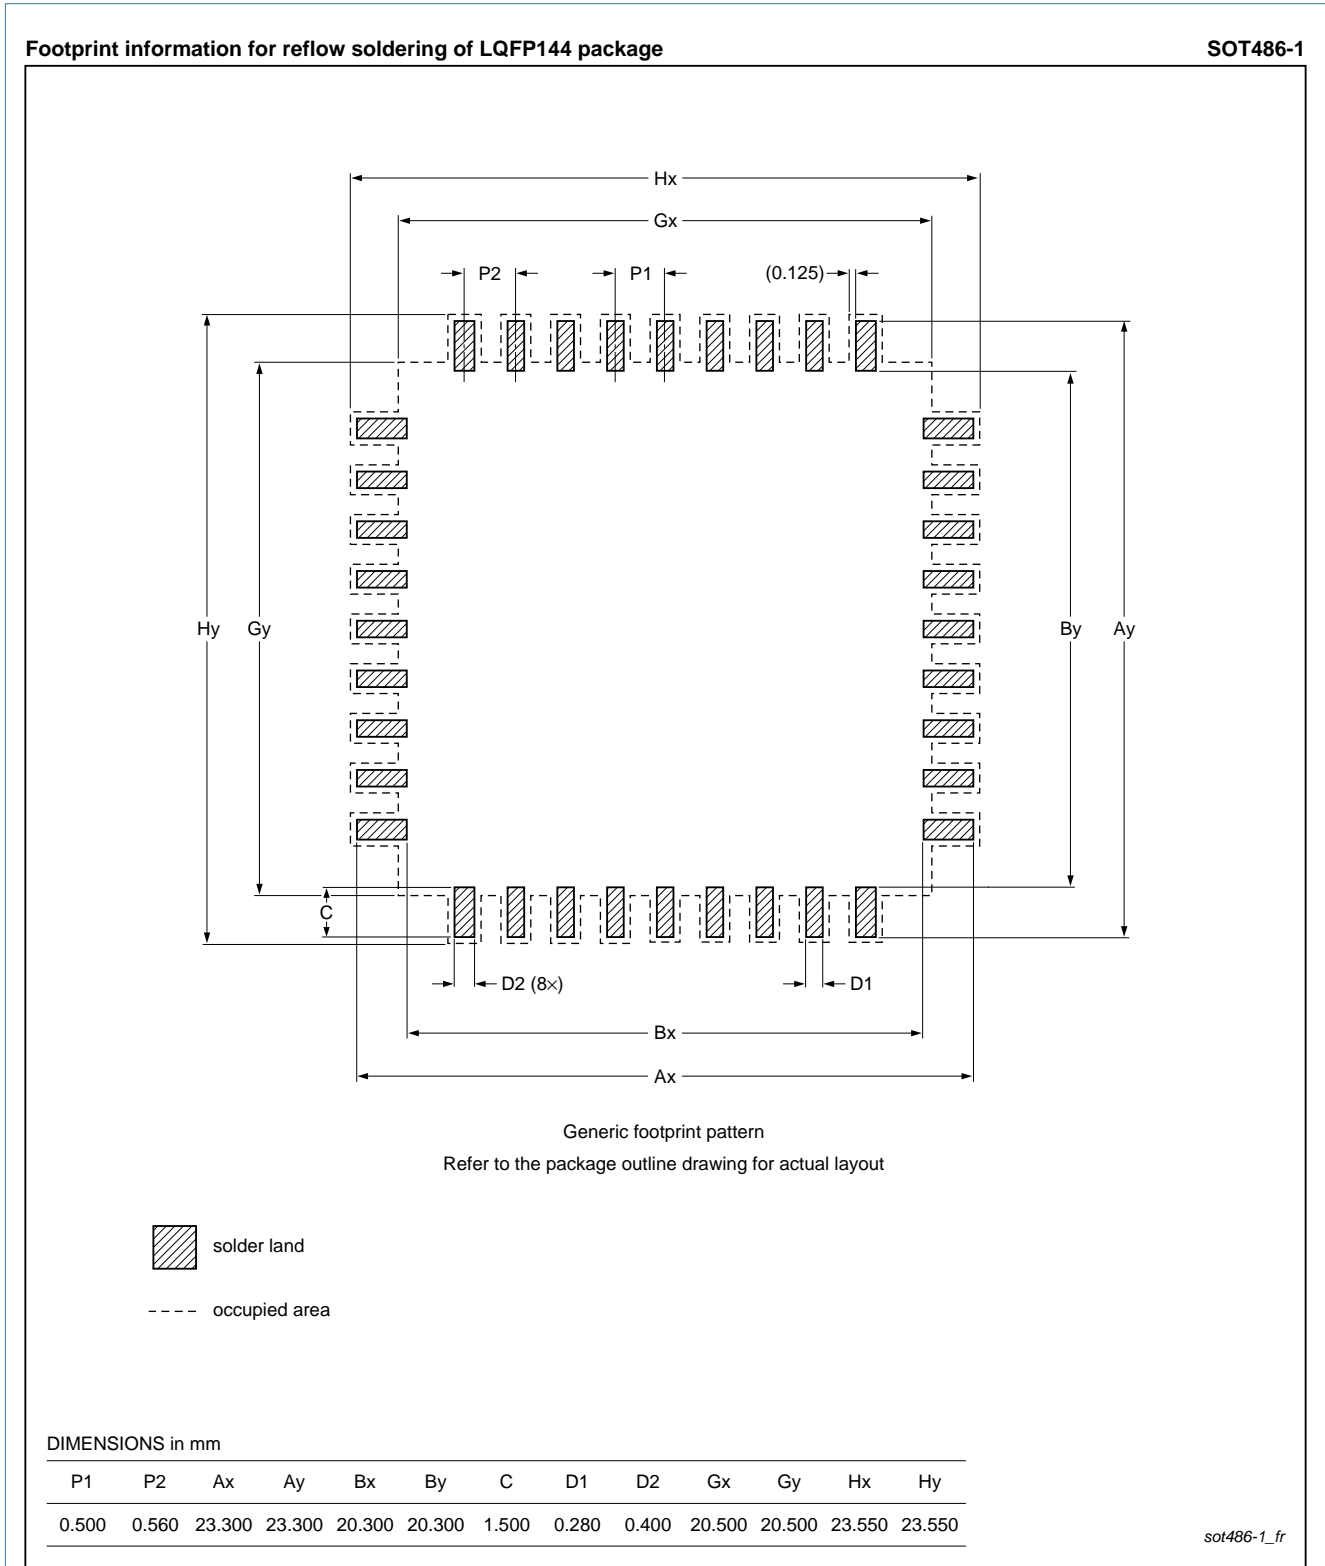 Footprint information for reflow soldering of LQFP144 package SOT486-1
Hx
Gx
P2 P1 (0.125)
Hy Gy By Ay
C
D2 (8×) D1
Bx
Ax
Generic footprint pattern
Refer to the package outline drawing for actual layout
solder land
occupied area
DIMENSIONS in mm
P1 P2 Ax Ay Bx By C D1 D2 Gx Gy Hx Hy
0.500 0.560 23.300 23.300 20.300 20.300 1.500 0.280 0.400 20.500 20.500 23.550 23.550
sot486-1_fr